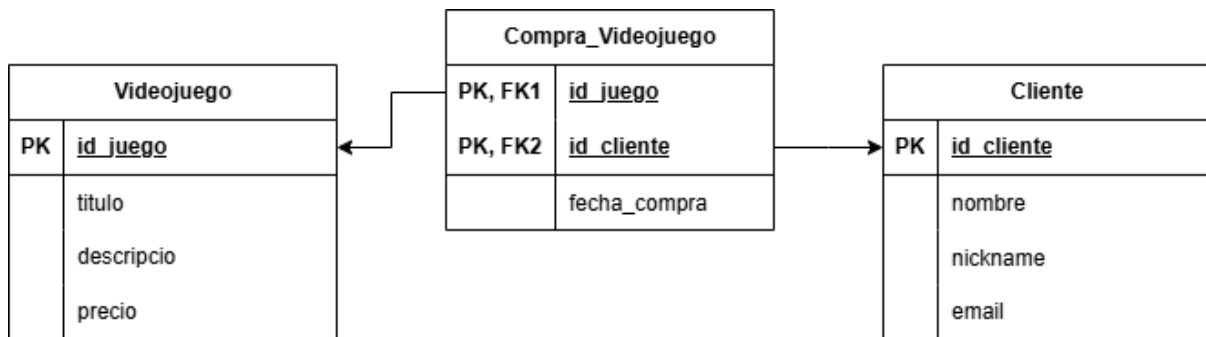 Videojuego
PK id_juego
titulo
descripcio
precio
Compra_Videojuego
PK, FK1 id_juego
PK, FK2 id_cliente
fecha_compra
Cliente
PK id_cliente
nombre
nickname
email